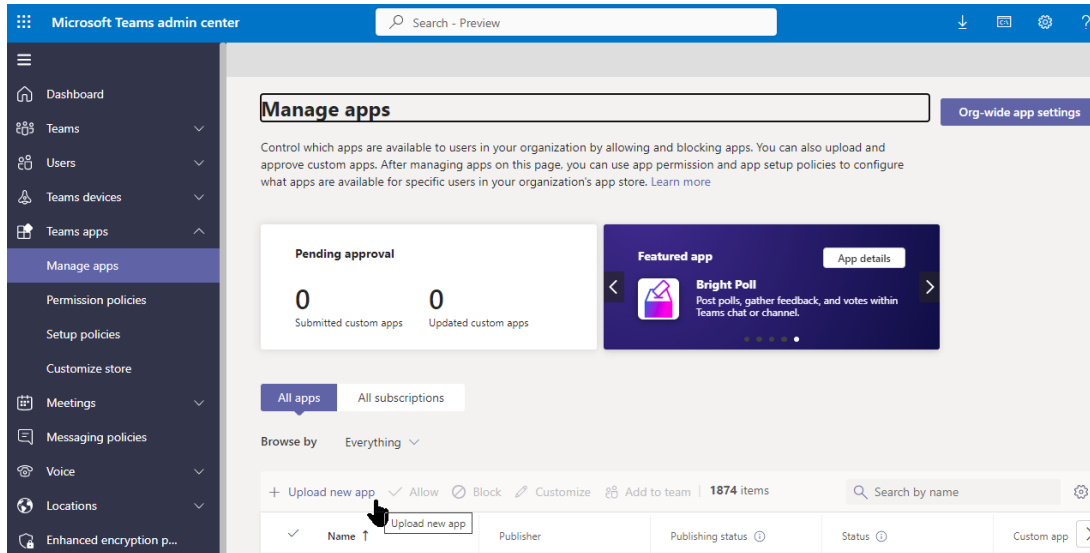 Microsoft Teams admin center
Search - Preview
Dashboard
Teams
Users
Teams devices
Teams apps
Manage apps
Permission policies
Setup policies
Customize store
Meetings
Messaging policies
Voice
Locations
Enhanced encryption p...
Manage apps
Org-wide app settings
Control which apps are available to users in your organization by allowing and blocking apps. You can also upload and
approve custom apps. After managing apps on this page, you can use app permission and app setup policies to configure
what apps are available for specific users in your organization's app store. Learn more
Pending approval
0
Submitted custom apps
0
Updated custom apps
Featured app
App details
Bright Poll
Post polls, gather feedback, and votes within
Teams chat or channel.
All apps
All subscriptions
Browse by Everything
+ Upload new app Allow Block Customize Add to team | 1874 items
Search by name
Upload new app
Name ↑ Publisher Publishing status Status Custom app